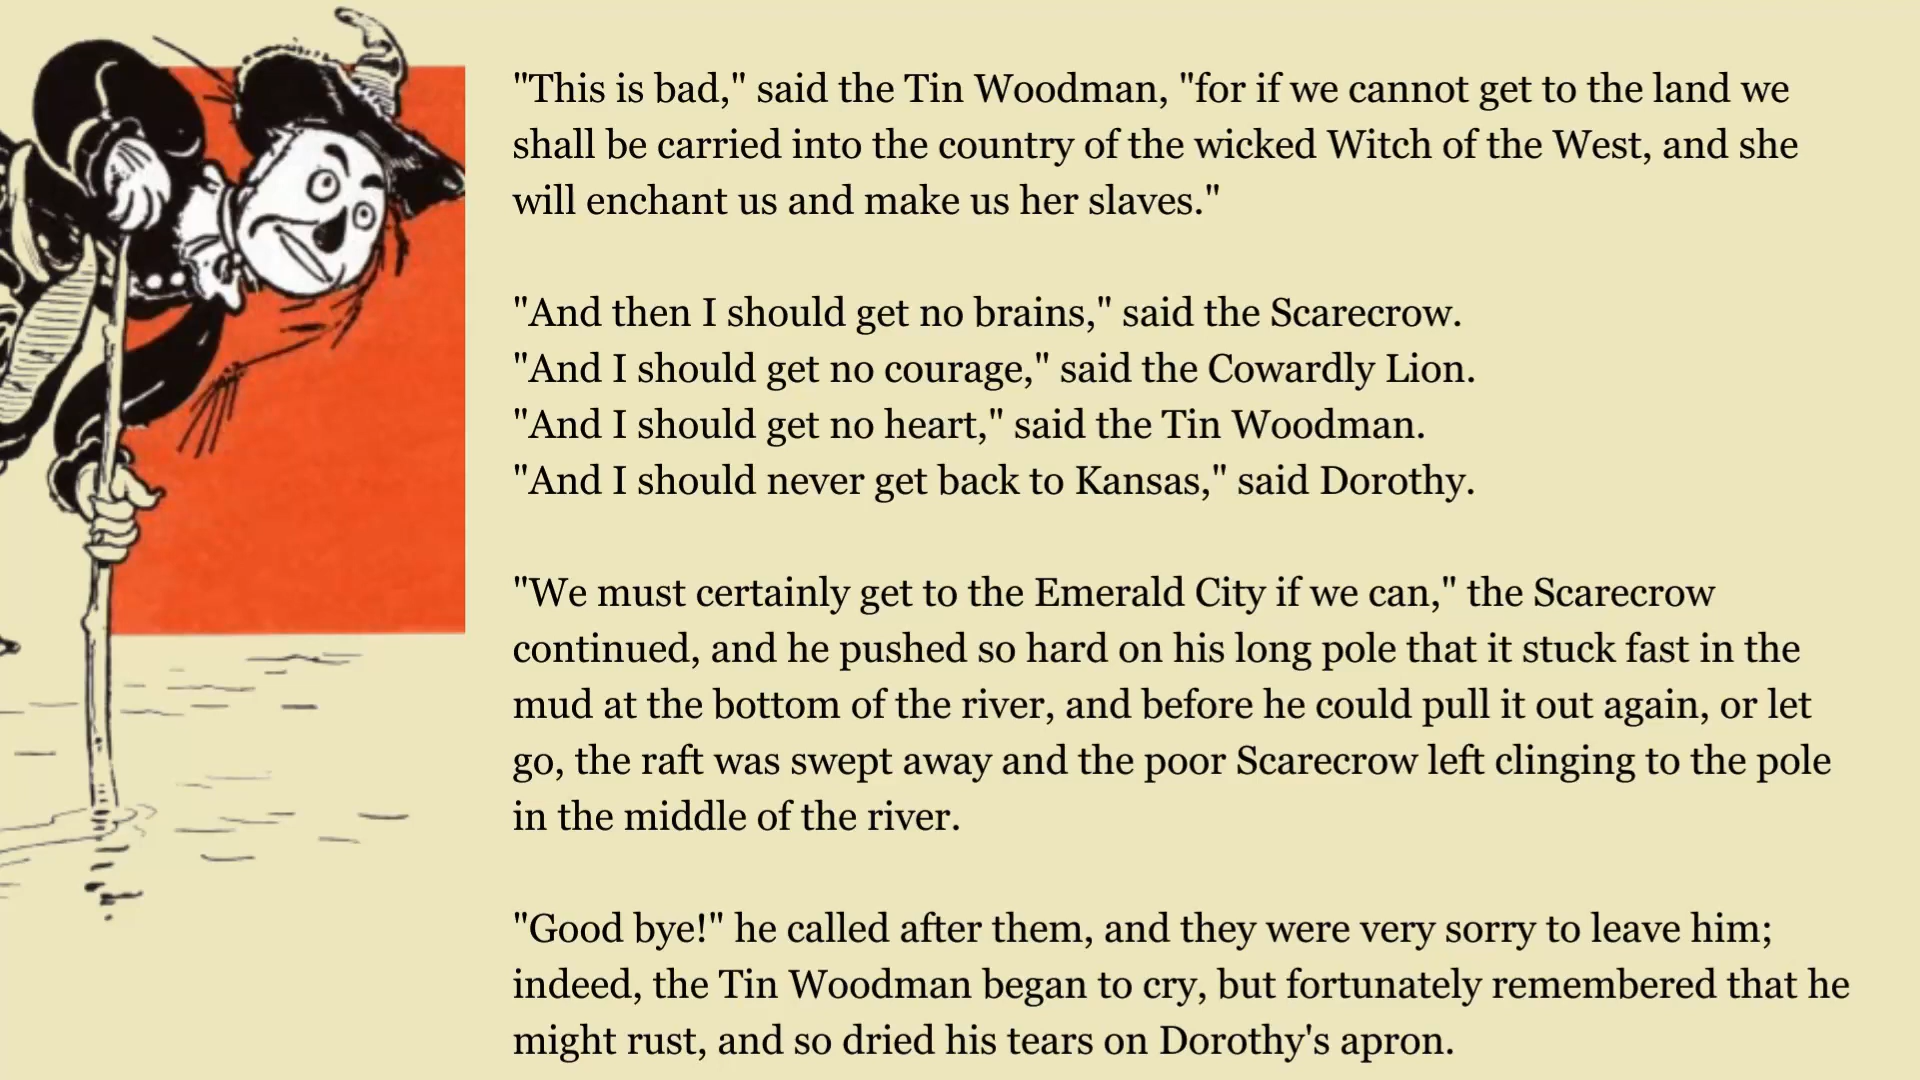 "This is bad," said the Tin Woodman, "for if we cannot get to the land we
shall be carried into the country of the wicked Witch of the West, and she
will enchant us and make us her slaves."
"And then I should get no brains," said the Scarecrow.
"And I should get no courage," said the Cowardly Lion.
"And I should get no heart," said the Tin Woodman.
"And I should never get back to Kansas," said Dorothy.
"We must certainly get to the Emerald City if we can," the Scarecrow
continued, and he pushed so hard on his long pole that it stuck fast in the
mud at the bottom of the river, and before he could pull it out again, or let
go, the raft was swept away and the poor Scarecrow left clinging to the pole
in the middle of the river.
"Good bye!" he called after them, and they were very sorry to leave him;
indeed, the Tin Woodman began to cry, but fortunately remembered that he
might rust, and so dried his tears on Dorothy's apron.